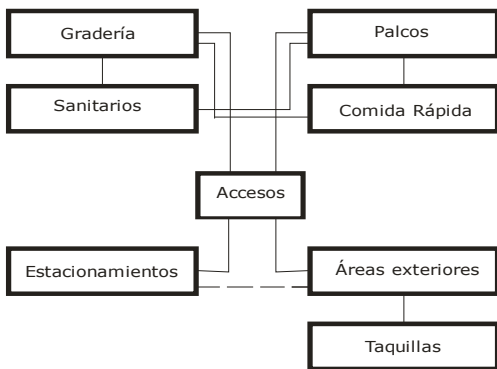 Gradería
Palcos
Sanitarios
Comida Rápida
Accesos
Estacionamientos
Áreas exteriores
Taquillas